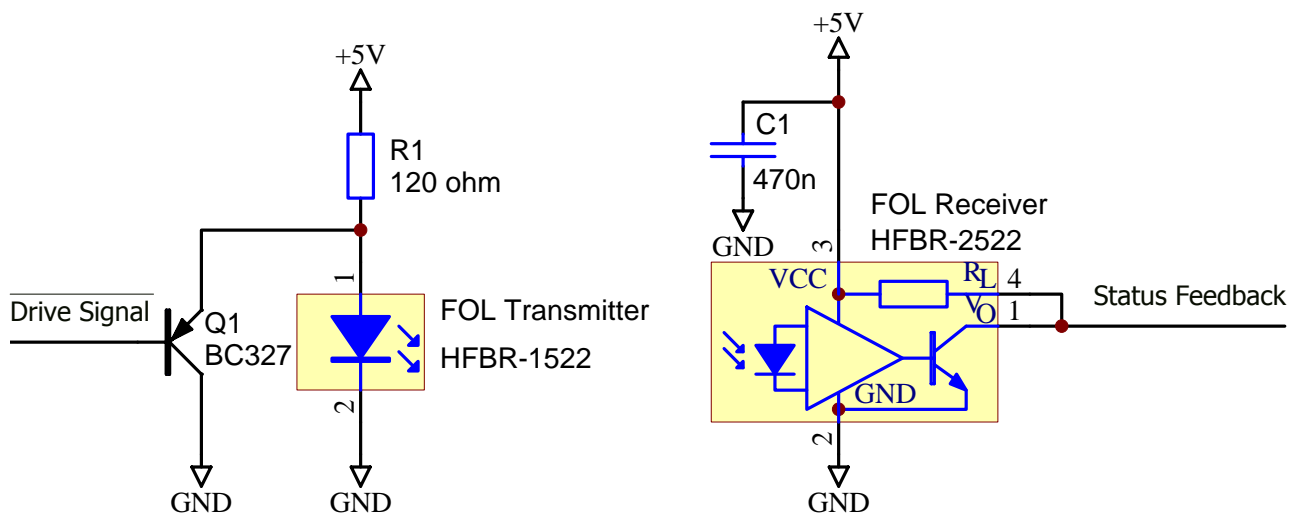 +5V
R1
120 ohm
1
Drive Signal
Q1
BC327
FOL Transmitter
HFBR-1522
2
GND
GND
+5V
C1
470n
GND
FOL Receiver
HFBR-2522
3
VCC
RL
4
VO
1
Status Feedback
GND
2
GND